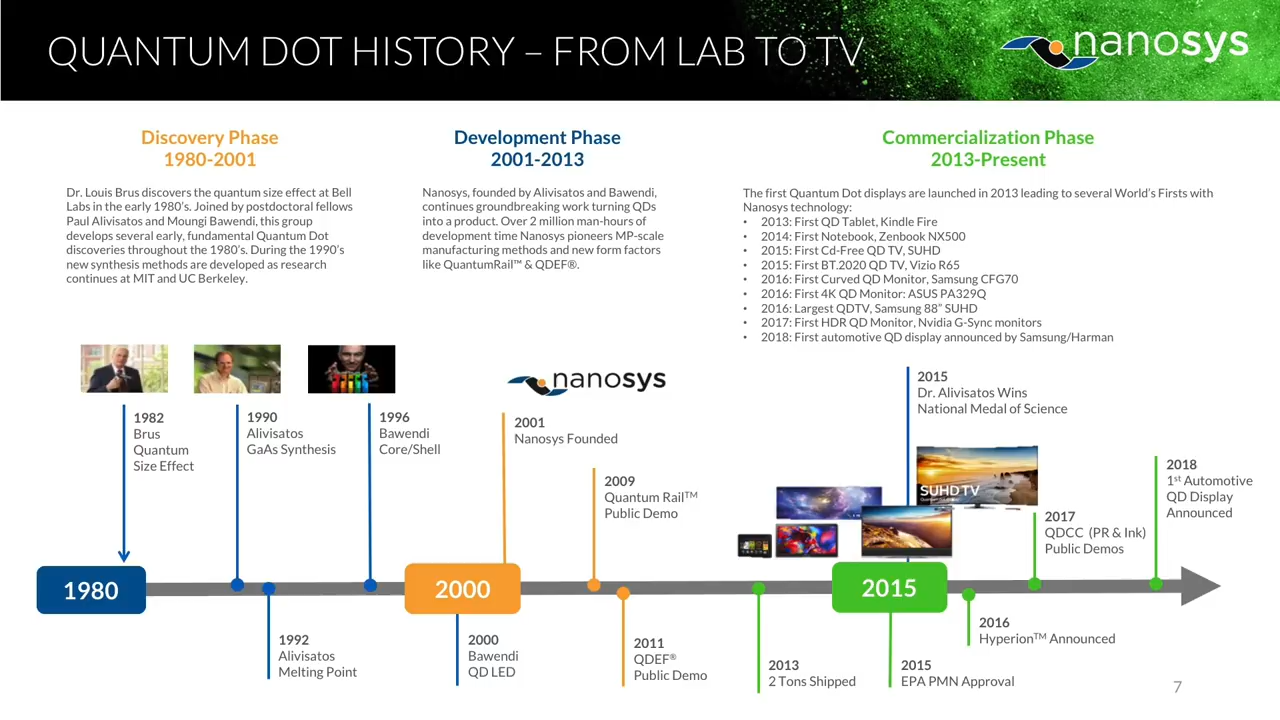 QUANTUM DOT HISTORY – FROM LAB TO TV
nanosys
Discovery Phase
1980-2001
Dr. Louis Brus discovers the quantum size effect at Bell
Labs in the early 1980's. Joined by postdoctoral fellows
Paul Alivisatos and Moungi Bawendi, this group
develops several early, fundamental Quantum Dot
discoveries throughout the 1980's. During the 1990's
new synthesis methods are developed as research
continues at MIT and UC Berkeley.
Development Phase
2001-2013
Nanosys, founded by Alivisatos and Bawendi,
continues groundbreaking work turning QDs
into a product. Over 2 million man-hours of
development time Nanosys pioneers MP-scale
manufacturing methods and new form factors
like QuantumRail™ & QDEF®.
Commercialization Phase
2013-Present
The first Quantum Dot displays are launched in 2013 leading to several World's Firsts with
Nanosys technology:
• 2013: First QD Tablet, Kindle Fire
• 2014: First Notebook, Zenbook NX500
• 2015: First Cd-Free QD TV, SUHD
• 2015: First BT.2020 QD TV, Vizio R65
• 2016: First Curved QD Monitor, Samsung CFG70
• 2016: First 4K QD Monitor: ASUS PA329Q
• 2016: Largest QDTV, Samsung 88" SUHD
• 2017: First HDR QD Monitor, Nvidia G-Sync monitors
• 2018: First automotive QD display announced by Samsung/Harman
1982
Brus
Quantum
Size Effect
1990
Alivisatos
GaAs Synthesis
1996
Bawendi
Core/Shell
nanosys
2001
Nanosys Founded
2009
Quantum Rail™
Public Demo
2015
Dr. Alivisatos Wins
National Medal of Science
SUHD TV
2017
QDCC (PR & Ink)
Public Demos
2018
1st Automotive
QD Display
Announced
1980
2000
2015
1992
Alivisatos
Melting Point
2000
Bawendi
QD LED
2011
QDEF®
Public Demo
2013
2 Tons Shipped
2015
EPA PMN Approval
2016
Hyperion™ Announced
7